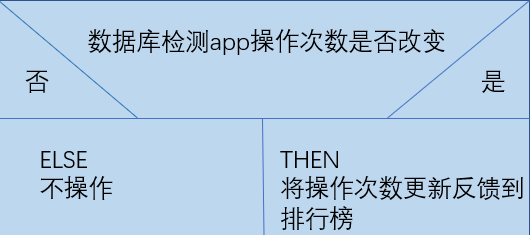 数据库检测app操作次数是否改变
否
是
ELSE
不操作
THEN
将操作次数更新反馈到
排行榜